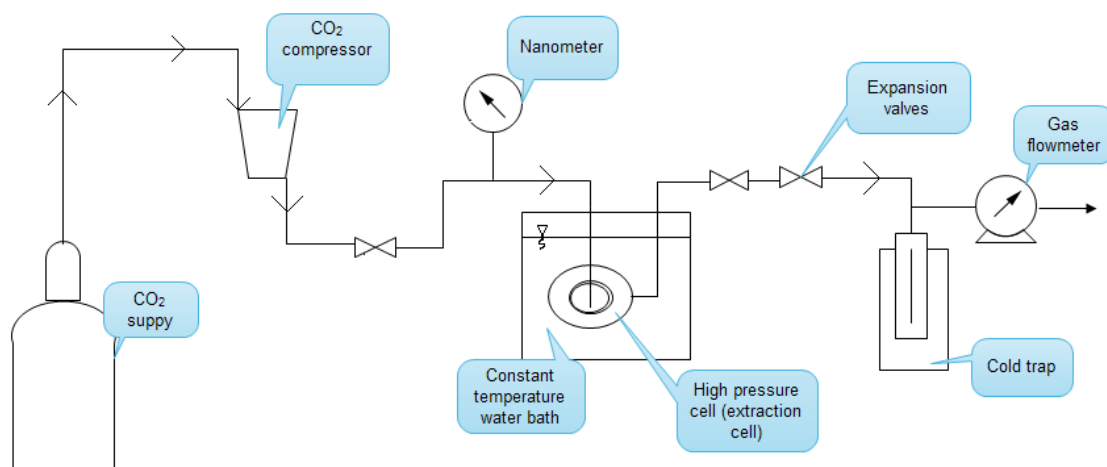 CO₂
compressor
Nanometer
Expansion
valves
Gas
flowmeter
CO₂
suppy
Constant
temperature
water bath
High pressure
cell (extraction
cell)
Cold trap